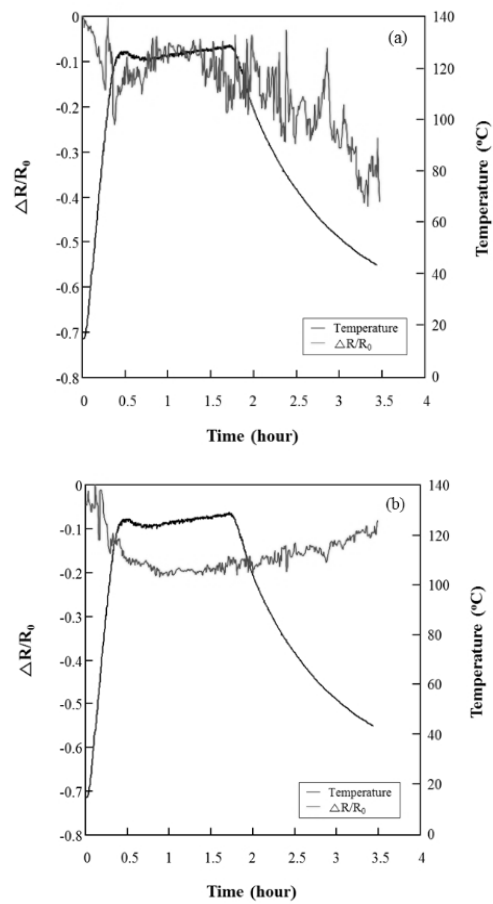 (a)
0
-0.1
-0.2
-0.3
-0.4
-0.5
-0.6
-0.7
-0.8
△R/R0
140
120
100
80
60
40
20
0
Temperature (ºC)
Temperature
△R/R0
0 0.5 1 1.5 2 2.5 3 3.5 4
Time (hour)
(b)
0
-0.1
-0.2
-0.3
-0.4
-0.5
-0.6
-0.7
-0.8
△R/R0
140
120
100
80
60
40
20
0
Temperature (ºC)
Temperature
△R/R0
0 0.5 1 1.5 2 2.5 3 3.5 4
Time (hour)